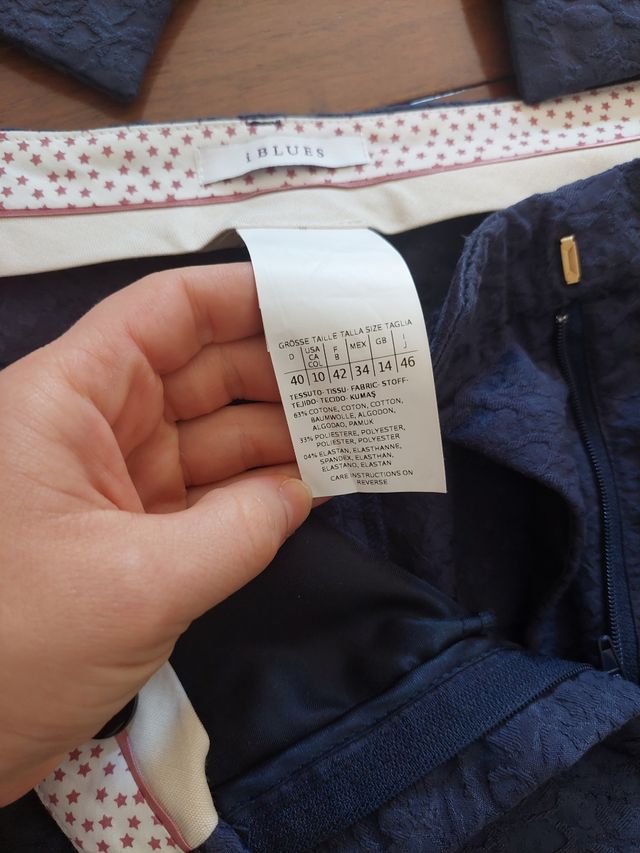 i BLUES
GRÖSSE TAILLE TALLA SIZE TAGLIA
D USA CA COL F B MEX GB I J
40 10 42 34 14 46
TESSUTO·TISSU·FABRIC·STOFF·
TEJIDO·TECIDO·KUMAŞ
63% COTONE, COTON, COTTON,
BAUMWOLLE, ALGODON,
ALGODAO, PAMUK
33% POLIESTERE, POLYESTER,
POLIESTER, POLYESTER
04% ELASTAN, ELASTHANNE,
SPANDEX, ELASTHAN,
ELASTANO, ELASTAN
CARE INSTRUCTIONS ON
REVERSE